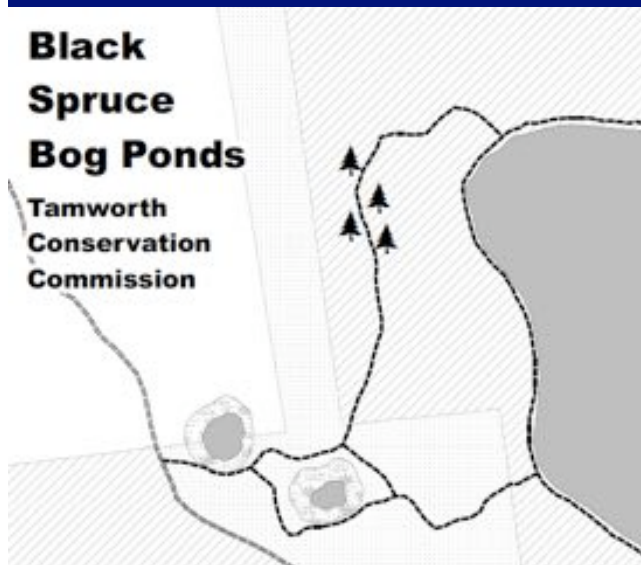 Black
Spruce
Bog Ponds
Tamworth
Conservation
Commission